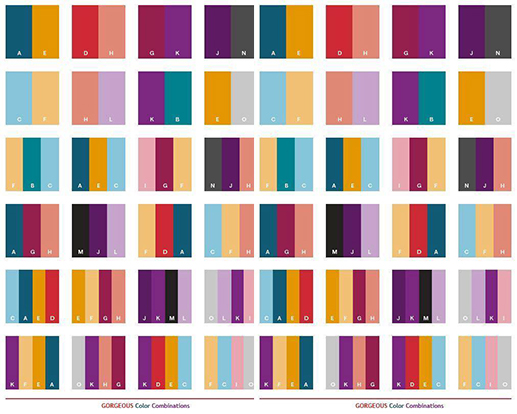 A E D H G K J N A E D H G K J N
C F H L K B E O C F H L K B E O
F B C A E C I G F N J H F B C A E C I G F N J H
A G H M J L F D A C F H A G H M J L F D A C F H
C A E D E F G H J K M L O L K I C A E D E F G H J K M L O L K I
K F E A O K H G K D E C F C I O K F E A O K H G K D E C F C I O
GORGEOUS Color Combinations GORGEOUS Color Combinations